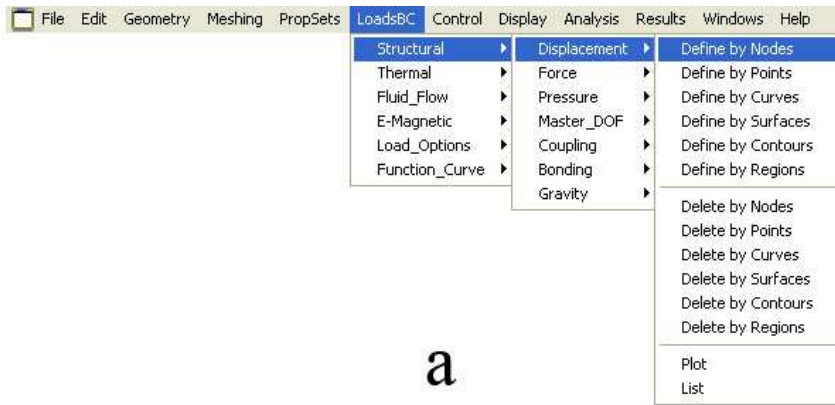 File Edit Geometry Meshing PropSets LoadsBC Control Display Analysis Results Windows Help
Structural
Thermal
Fluid_Flow
E-Magnetic
Load_Options
Function_Curve
Displacement
Force
Pressure
Master_DOF
Coupling
Bonding
Gravity
Define by Nodes
Define by Points
Define by Curves
Define by Surfaces
Define by Contours
Define by Regions
Delete by Nodes
Delete by Points
Delete by Curves
Delete by Surfaces
Delete by Contours
Delete by Regions
Plot
List
a